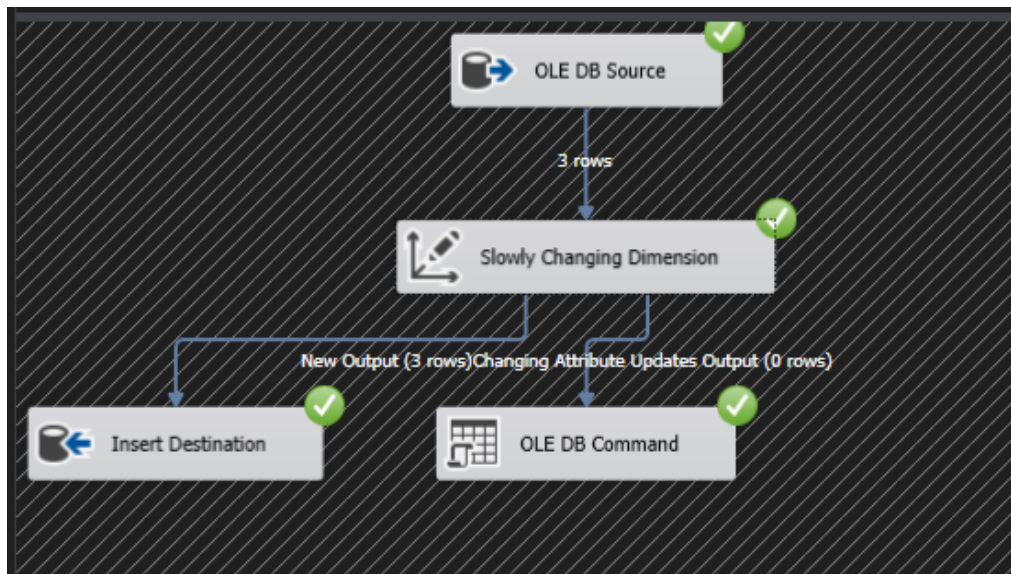 OLE DB Source
3 rows
Slowly Changing Dimension
New Output (3 rows)Changing Attribute Updates Output (0 rows)
Insert Destination
OLE DB Command